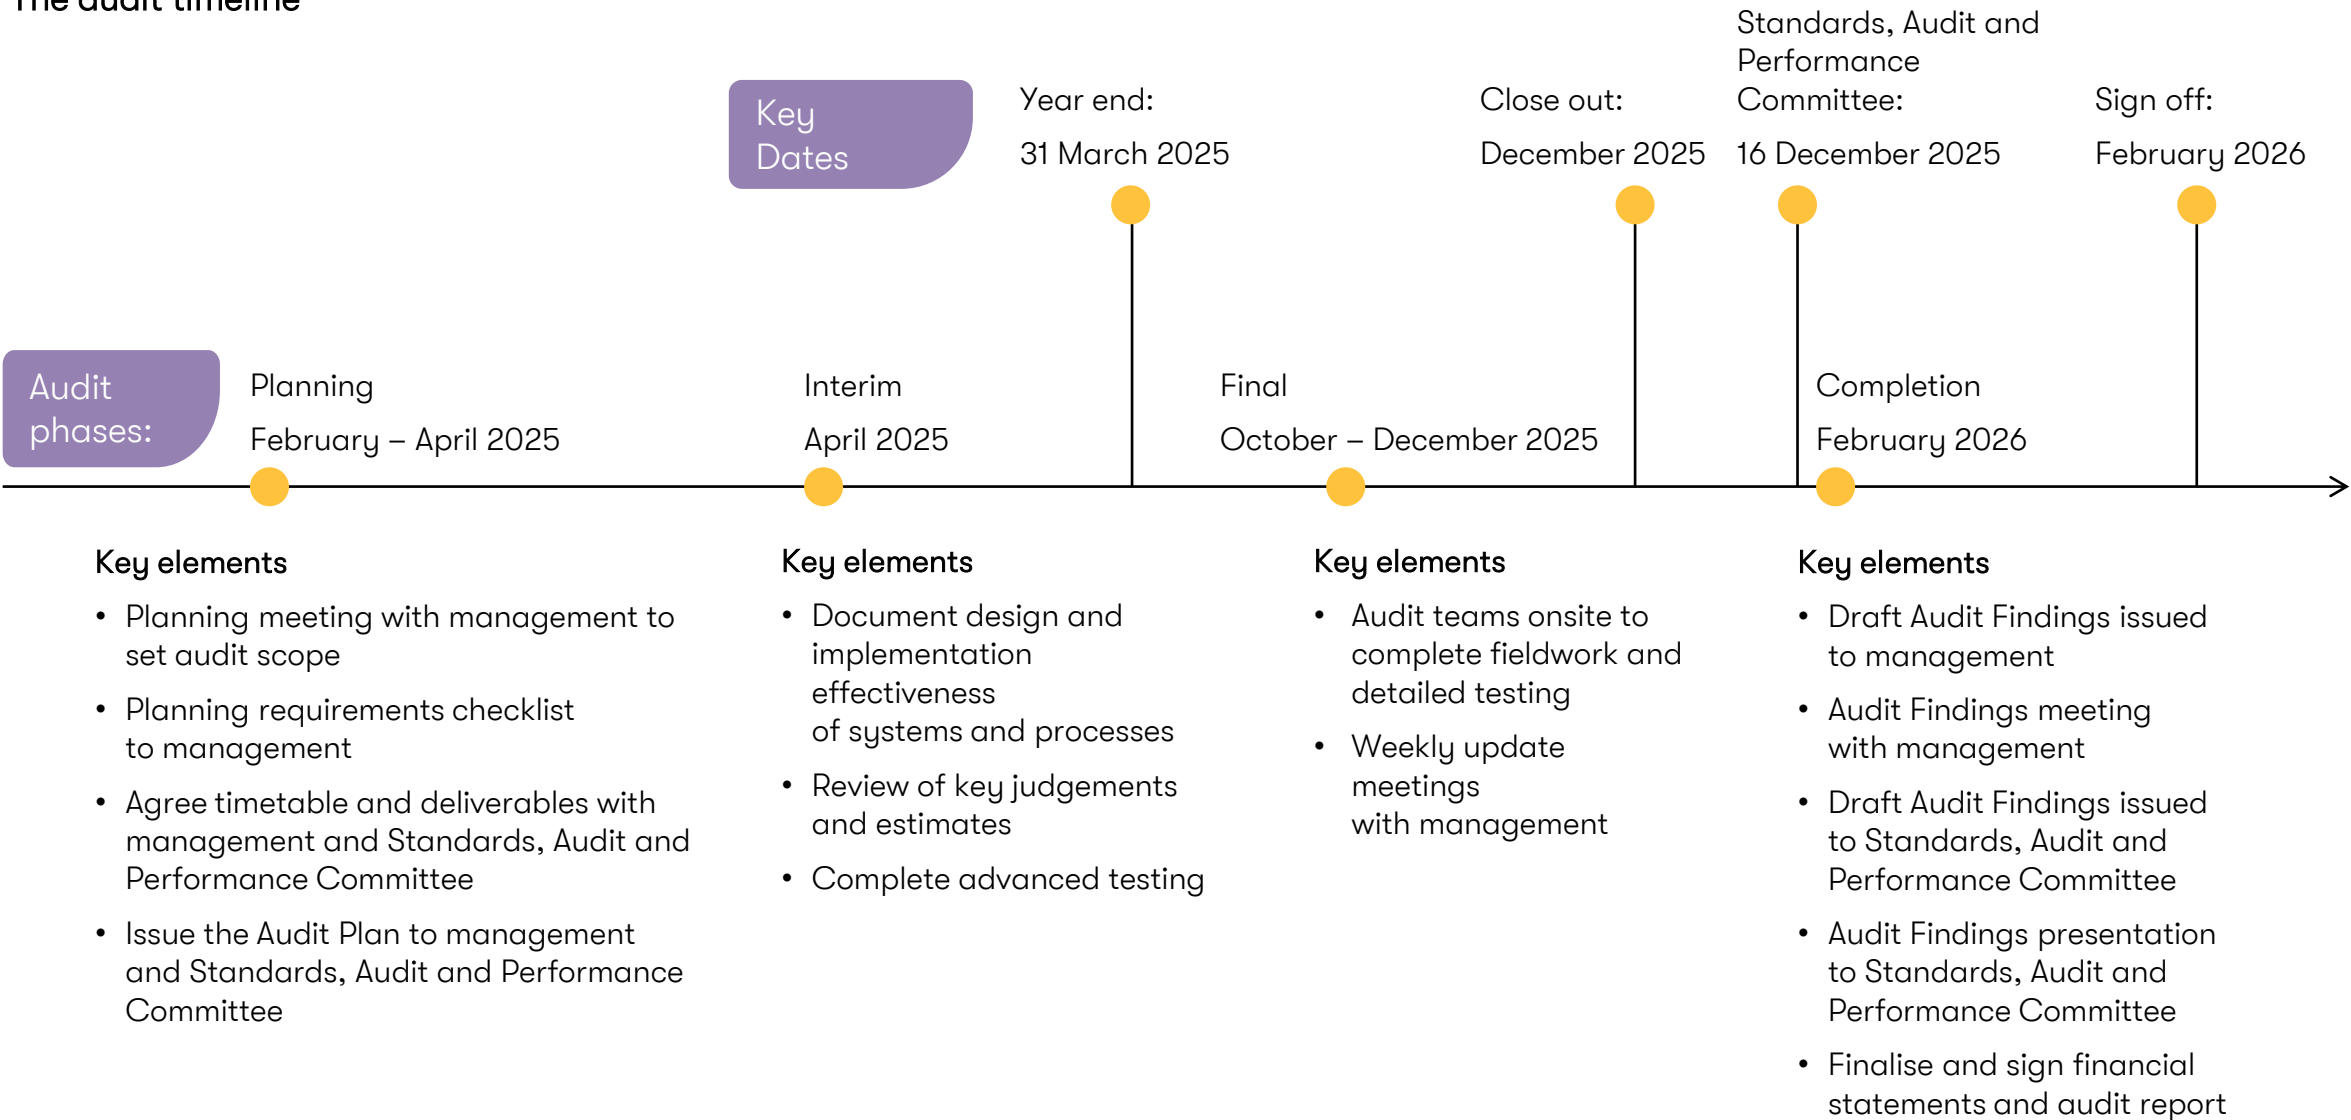 The audit timeline
Key
Dates
Year end:
31 March 2025
Close out:
December 2025
Standards, Audit and
Performance
Committee:
16 December 2025
Sign off:
February 2026
Audit
phases:
Planning
February – April 2025
Interim
April 2025
Final
October – December 2025
Completion
February 2026
Key elements
• Planning meeting with management to
set audit scope
• Planning requirements checklist
to management
• Agree timetable and deliverables with
management and Standards, Audit and
Performance Committee
• Issue the Audit Plan to management
and Standards, Audit and Performance
Committee
Key elements
• Document design and
implementation
effectiveness
of systems and processes
• Review of key judgements
and estimates
• Complete advanced testing
Key elements
• Audit teams onsite to
complete fieldwork and
detailed testing
• Weekly update
meetings
with management
Key elements
• Draft Audit Findings issued
to management
• Audit Findings meeting
with management
• Draft Audit Findings issued
to Standards, Audit and
Performance Committee
• Audit Findings presentation
to Standards, Audit and
Performance Committee
• Finalise and sign financial
statements and audit report